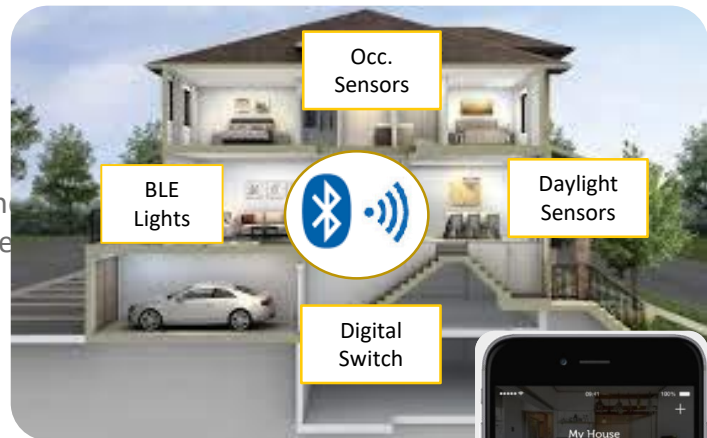 Occ.
Sensors
BLE
Lights
Daylight
Sensors
Digital
Switch
09:41
100%
+
My House